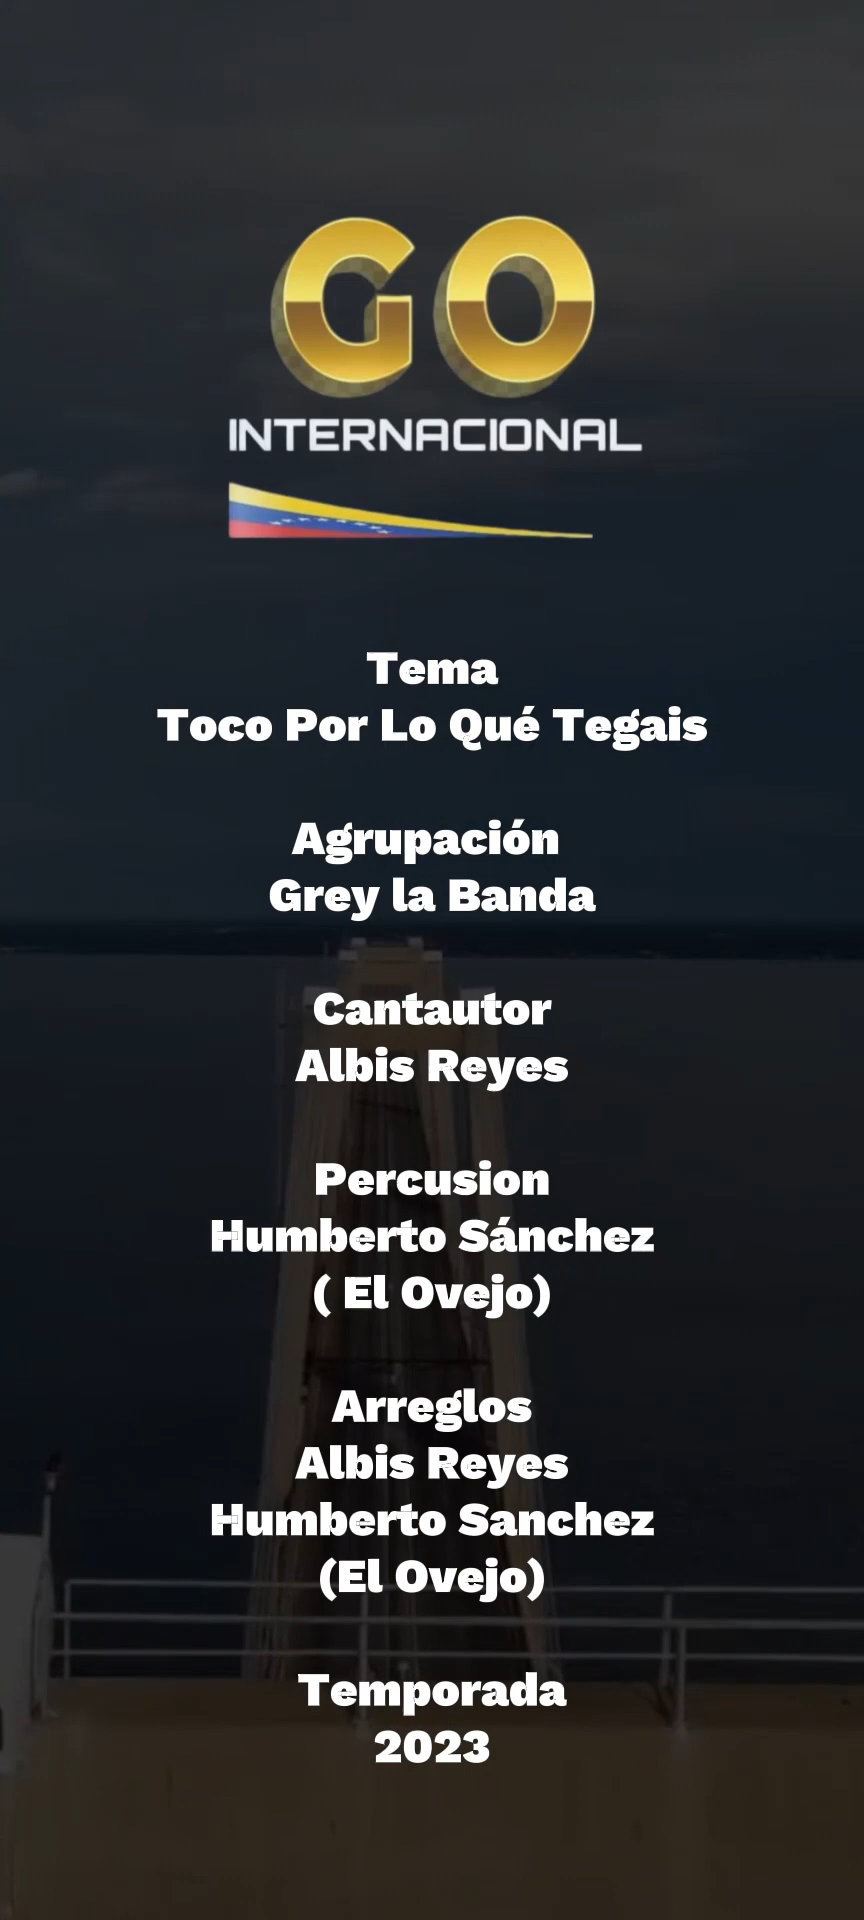 GO
INTERNACIONAL
Tema
Toco Por Lo Qué Tegais
Agrupación
Grey la Banda
Cantautor
Albis Reyes
Percusion
Humberto Sánchez
( El Ovejo)
Arreglos
Albis Reyes
Humberto Sanchez
(El Ovejo)
Temporada
2023